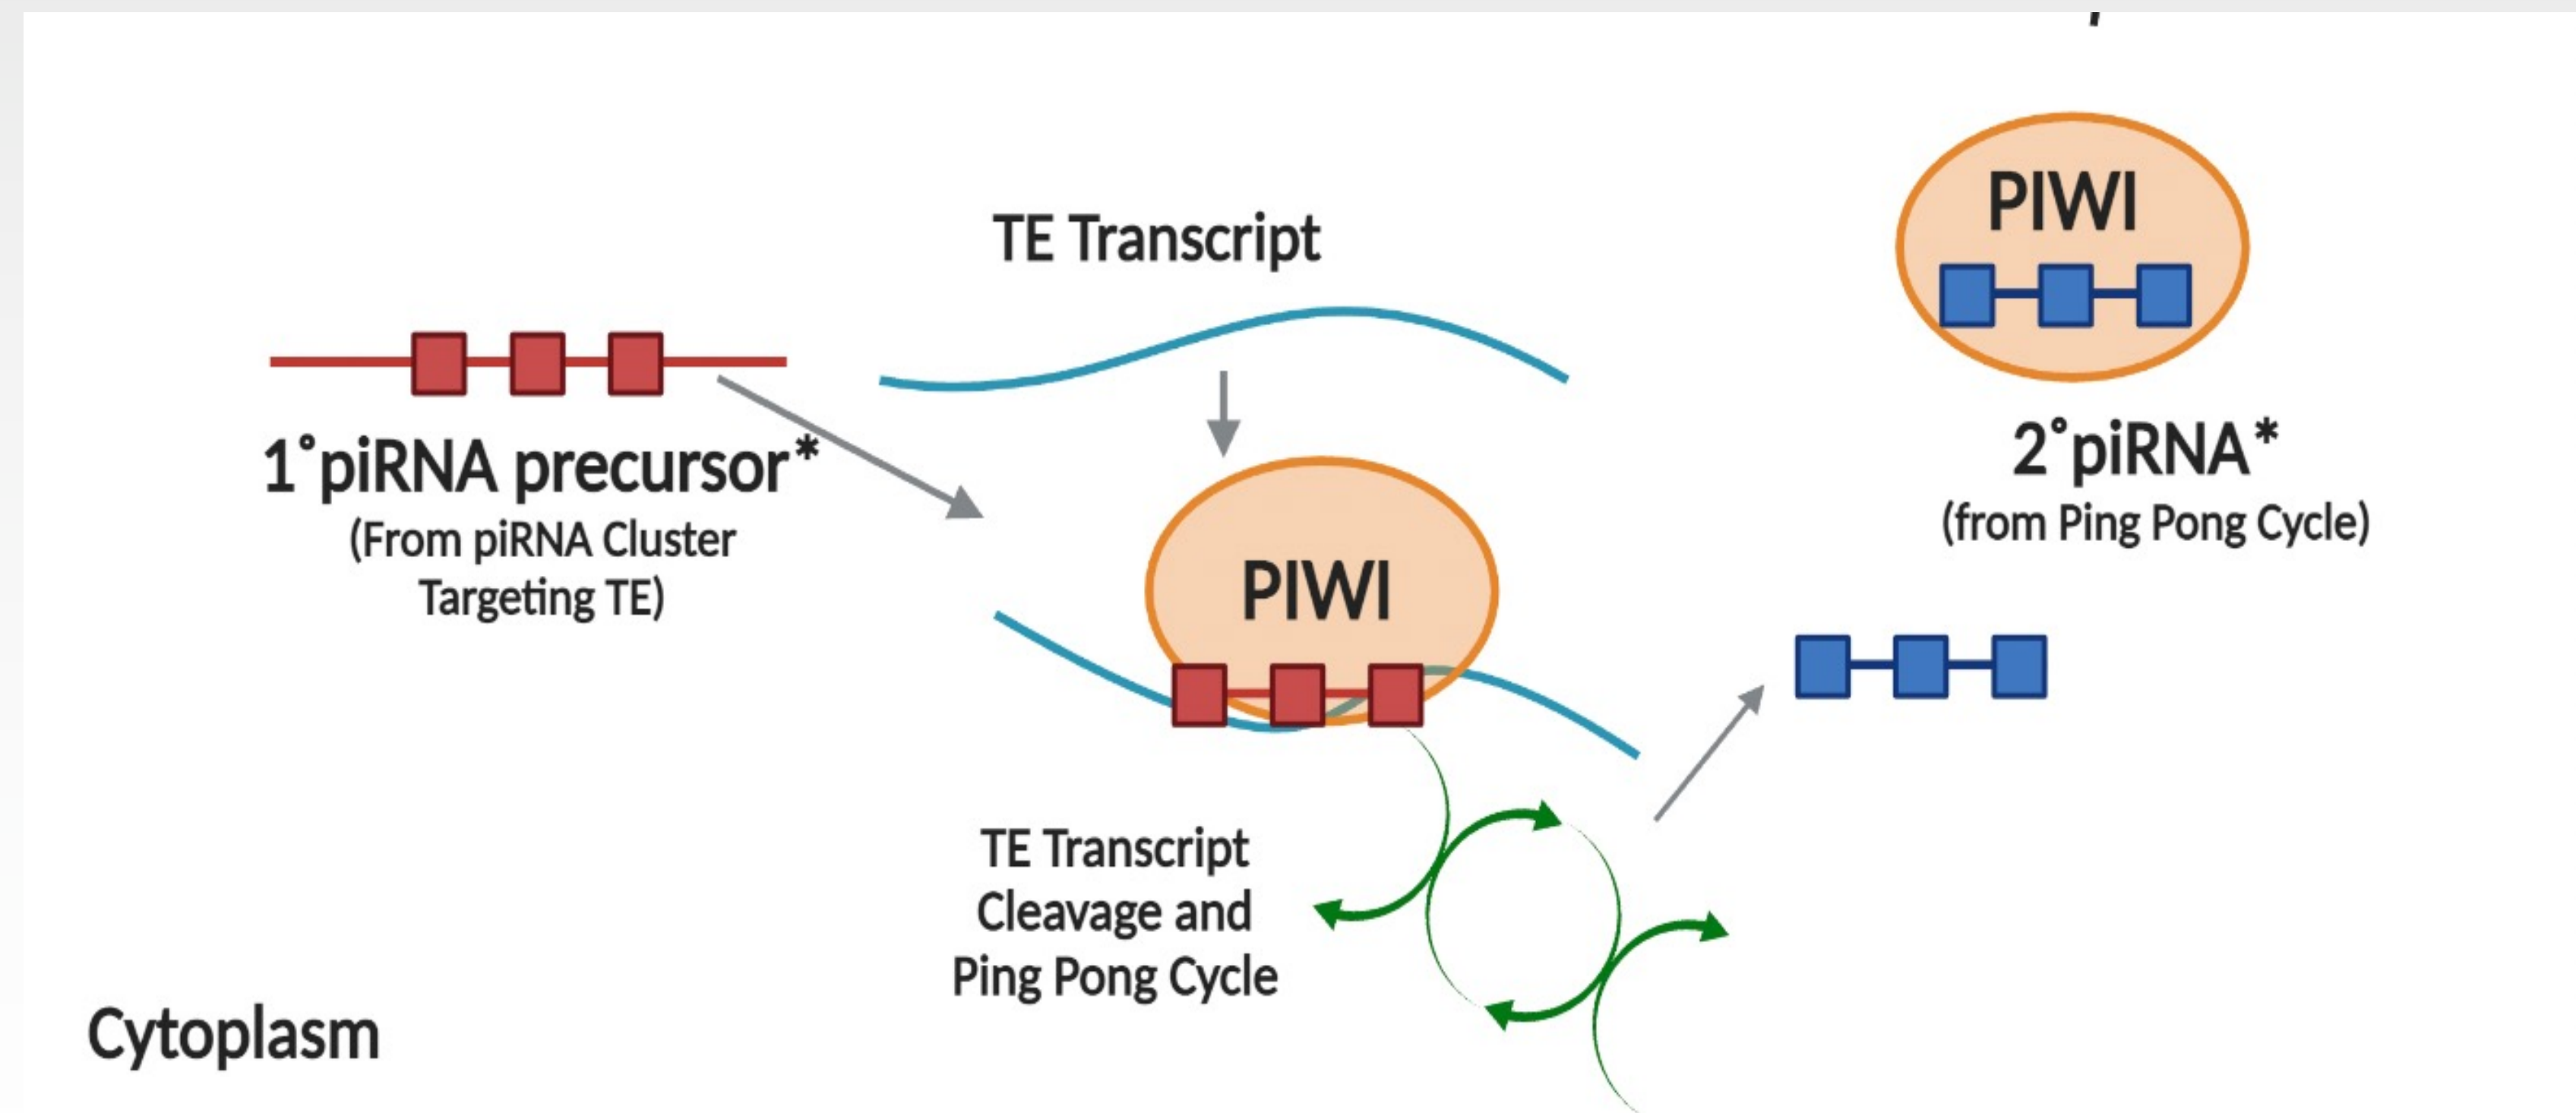 TE Transcript
PIWI
1°piRNA precursor*
(From piRNA Cluster
Targeting TE)
2°piRNA*
(from Ping Pong Cycle)
PIWI
TE Transcript
Cleavage and
Ping Pong Cycle
Cytoplasm